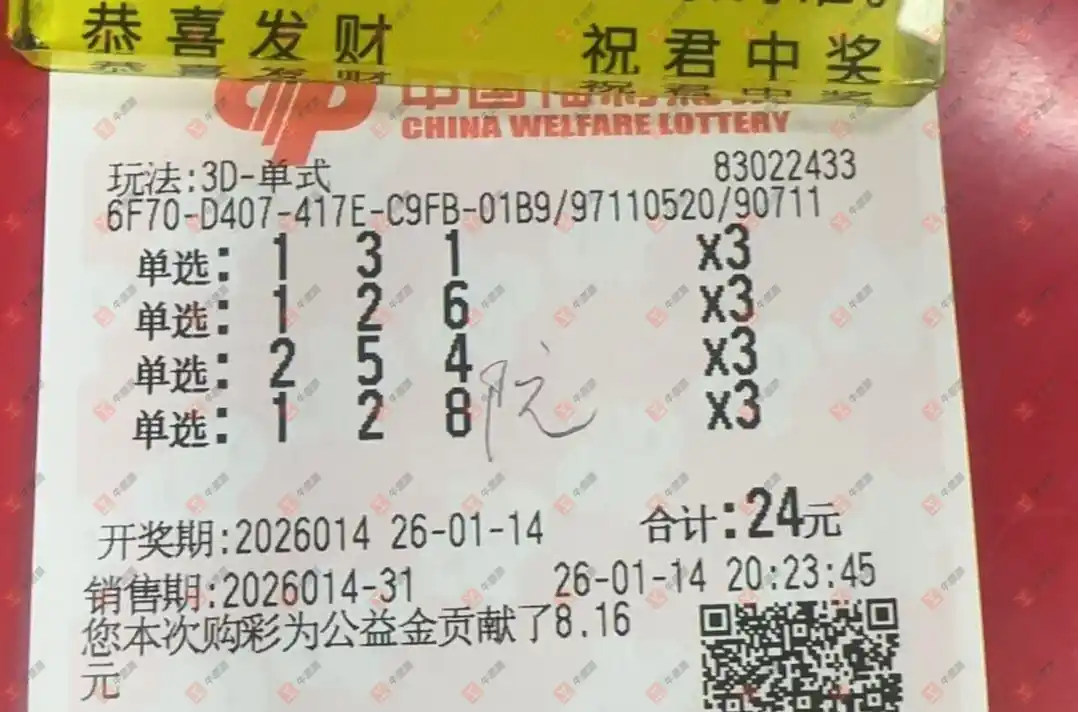 恭喜发财 祝君中奖
CHINA WELFARE LOTTERY
玩法:3D-单式 83022433
6F70-D407-417E-C9FB-01B9/97110520/90711
单选: 1 3 1 x3
单选: 1 2 6 x3
单选: 2 5 4 x3
单选: 1 2 8 x3
开奖期:2026014 26-01-14 合计:24元
销售期:2026014-31 26-01-14 20:23:45
您本次购彩为公益金贡献了8.16
元